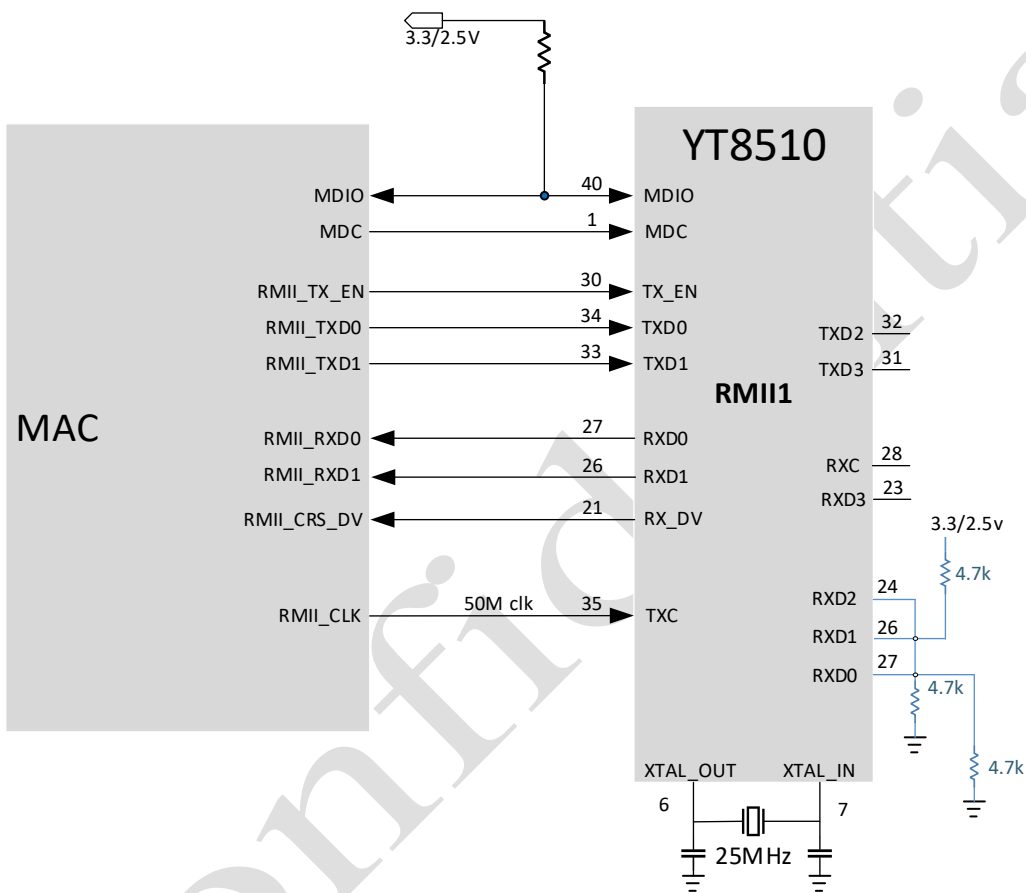 3.3/2.5V
YT8510
MDIO 40 MDIO
MDC 1 MDC
RMII_TX_EN 30 TX_EN
RMII_TXD0 34 TXD0
TXD2 32
RMII_TXD1 33 TXD1
TXD3 31
RMII1
MAC
RMII_RXD0 27 RXD0
RXC 28
RMII_RXD1 26 RXD1
RXD3 23
RMII_CRS_DV 21 RX_DV
3.3/2.5v
4.7k
RXD2 24
RMII_CLK 50M clk 35 TXC
RXD1 26
RXD0 27
4.7k
4.7k
XTAL_OUT XTAL_IN
6 7
25MHz